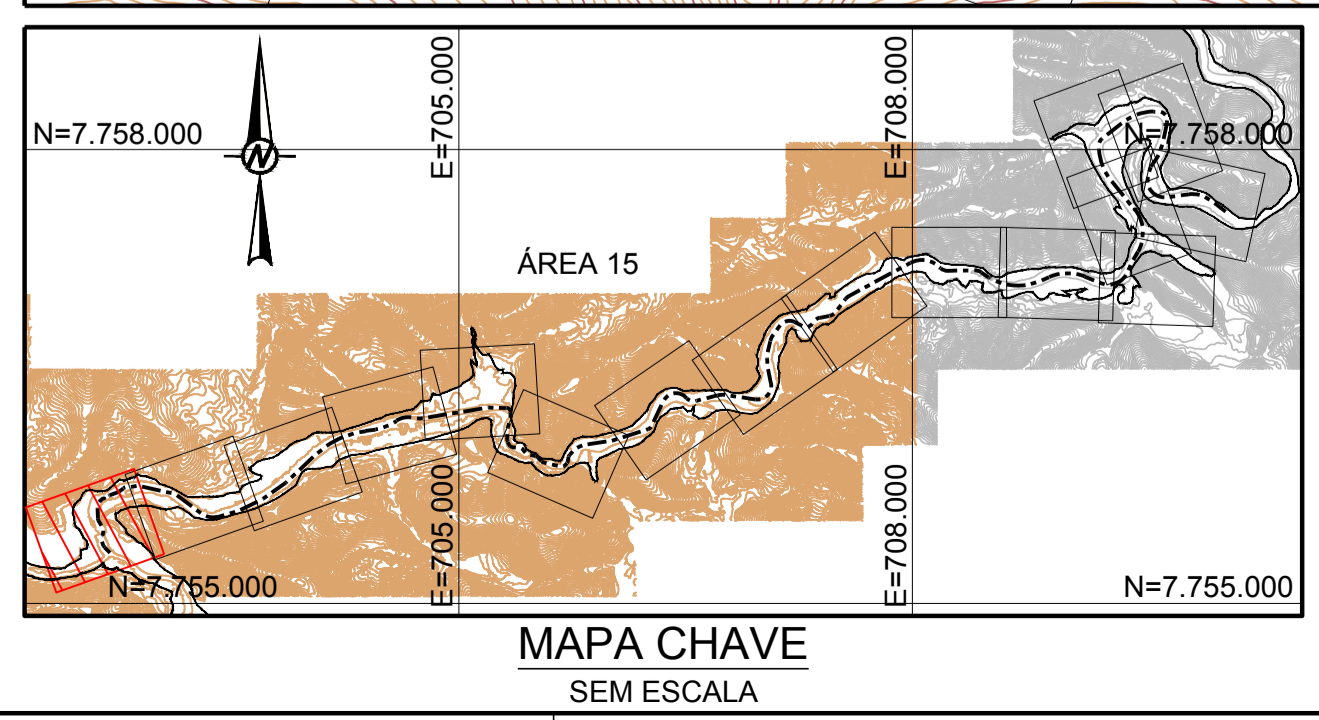 E=705.000
E=708.000
N=7.758.000
N=7.758.000
N
ÁREA 15
E=705.000
E=708.000
N=7.755.000
N=7.755.000
MAPA CHAVE
SEM ESCALA